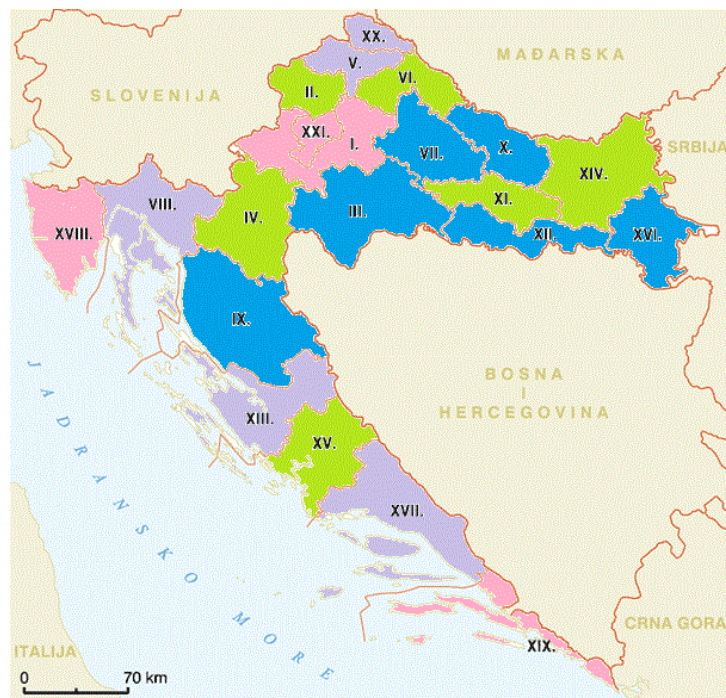 XX.
MAĐARSKA
V.
VI.
SLOVENIJA
II.
XXI.
I.
VII.
X.
SRBIJA
XIV.
XI.
VIII.
XVIII.
IV.
III.
XII.
XVI.
IX.
BOSNA
I
HERCEGOVINA
JADRANSKO MORE
XIII.
XV.
XVII.
CRNA GORA
XIX.
ITALIJA
0 70 km